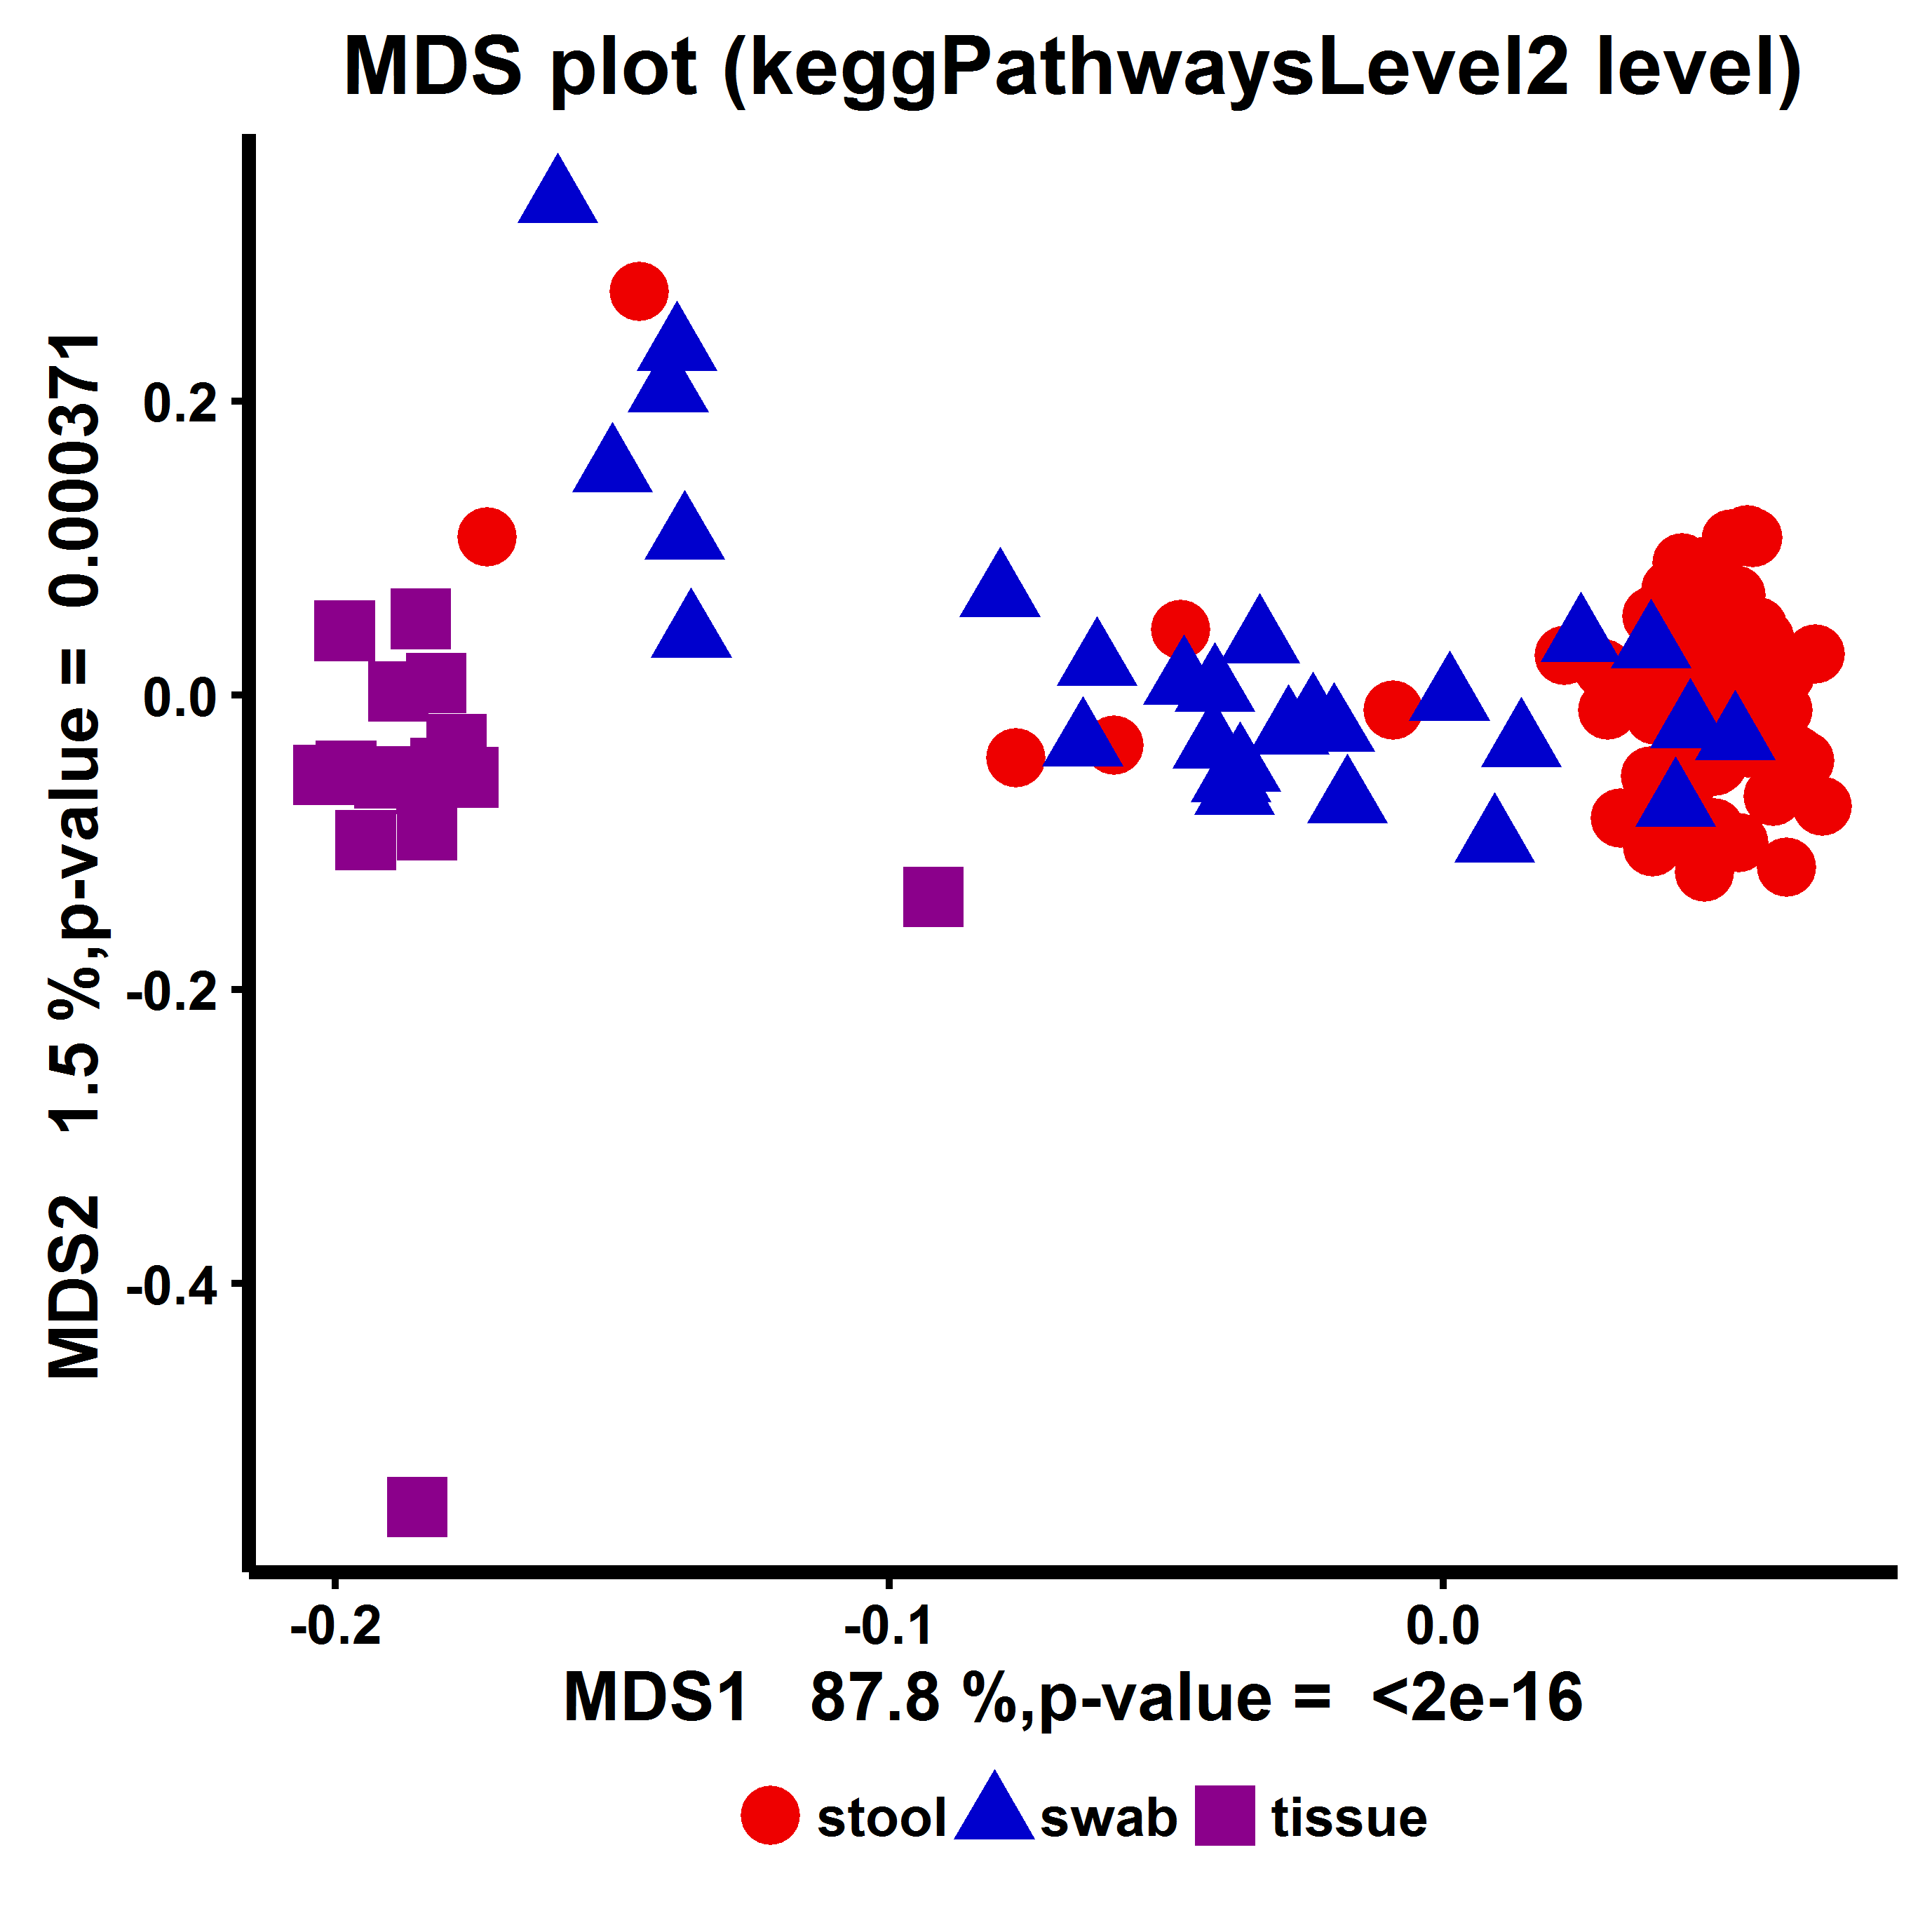 MDS plot (keggPathwaysLevel2 level)
MDS2 1.5 %,p-value = 0.000371
0.2
0.0
-0.2
-0.4
-0.2 -0.1 0.0
MDS1 87.8 %,p-value = <2e-16
stool swab tissue